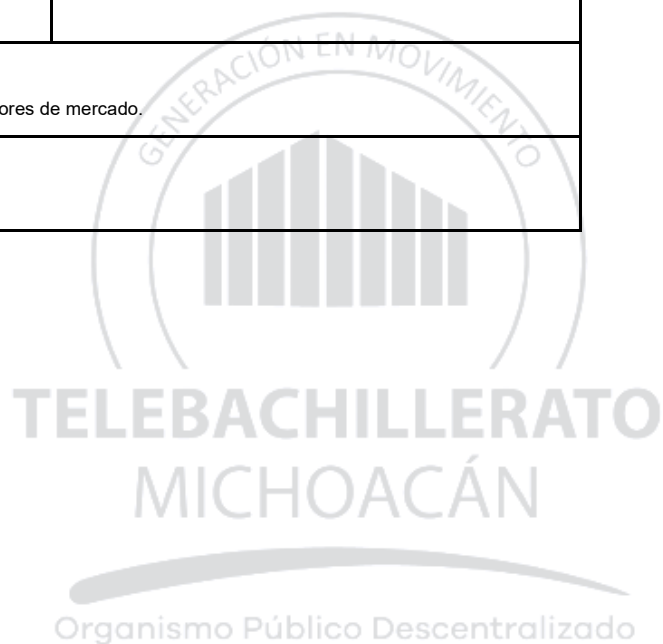 GENERACIÓN EN MOVIMIENTO
ores de mercado.
TELEBACHILLERATO
MICHOACÁN
Organismo Público Descentralizado